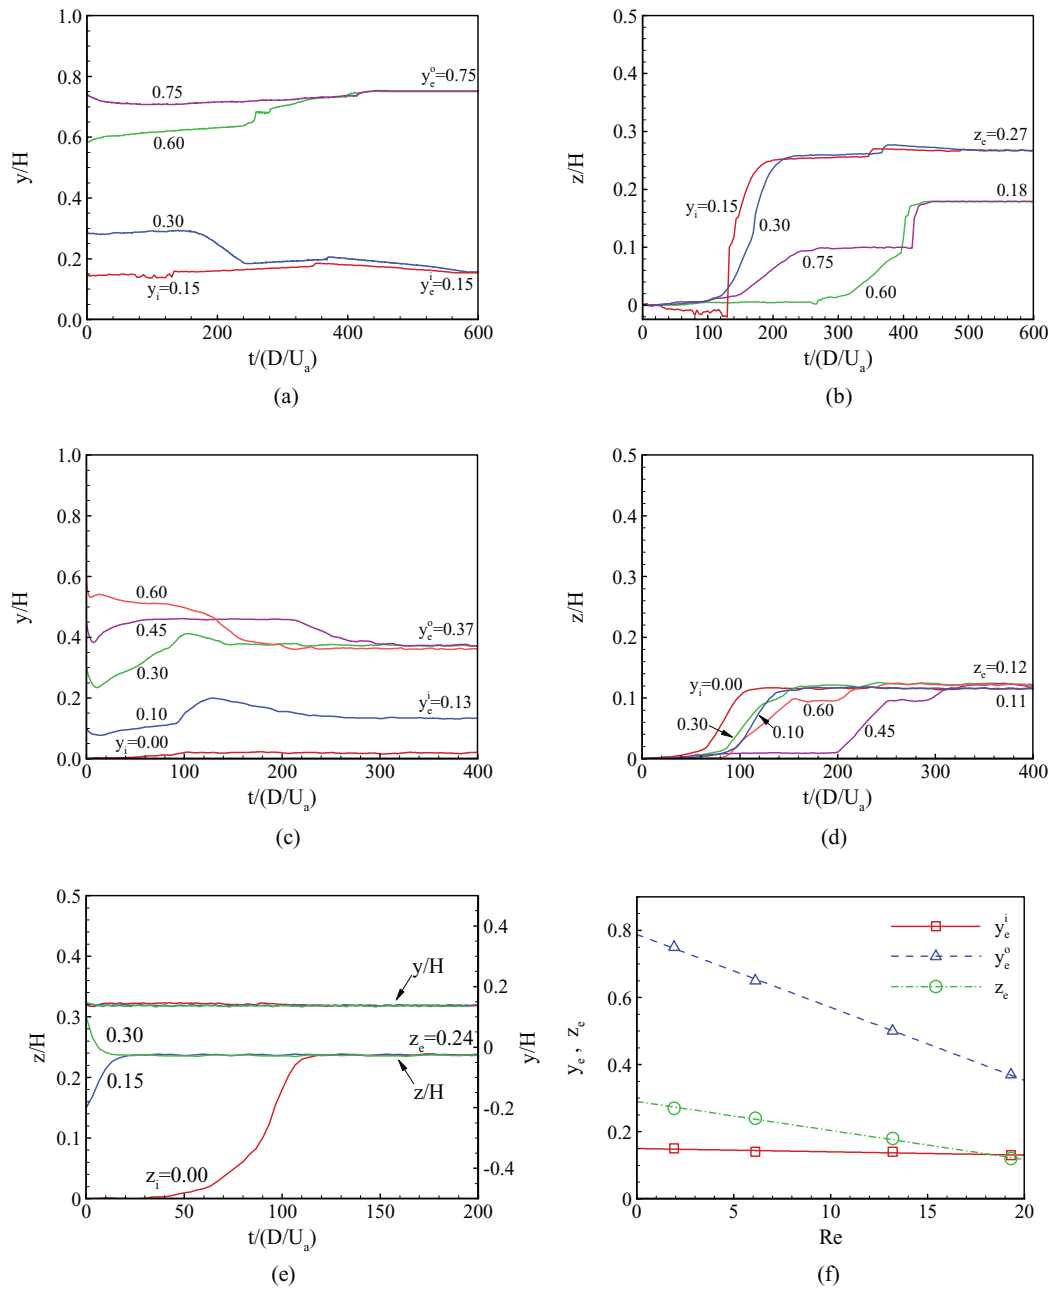 1.0
0.8
0.6
0.4
0.2
0.0
y/H
0.75
0.60
0.30
y_i=0.15
y_e^o=0.75
y_e^i=0.15
0
200
400
600
t/(D/U_a)
(a)
0.5
0.4
0.3
0.2
0.1
0
z/H
y_i=0.15
0.30
0.75
0.60
z_e=0.27
0.18
0
100
200
300
400
500
600
t/(D/U_a)
(b)
1.0
0.8
0.6
0.4
0.2
0.0
y/H
0.60
0.45
0.30
0.10
y_i=0.00
y_e^o=0.37
y_e^i=0.13
0
100
200
300
400
t/(D/U_a)
(c)
0.5
0.4
0.3
0.2
0.1
0.0
z/H
y_i=0.00
0.30
0.10
0.60
0.45
z_e=0.12
0.11
0
100
200
300
400
t/(D/U_a)
(d)
0.5
0.4
0.3
0.2
0.1
0
z/H
0.30
0.15
z_i=0.00
y/H
z_e=0.24
z/H
0.4
0.2
0
-0.2
-0.4
y/H
0
50
100
150
200
t/(D/U_a)
(e)
0.8
0.6
0.4
0.2
0
y_e , z_e
y_e^i
y_e^o
z_e
0
5
10
15
20
Re
(f)